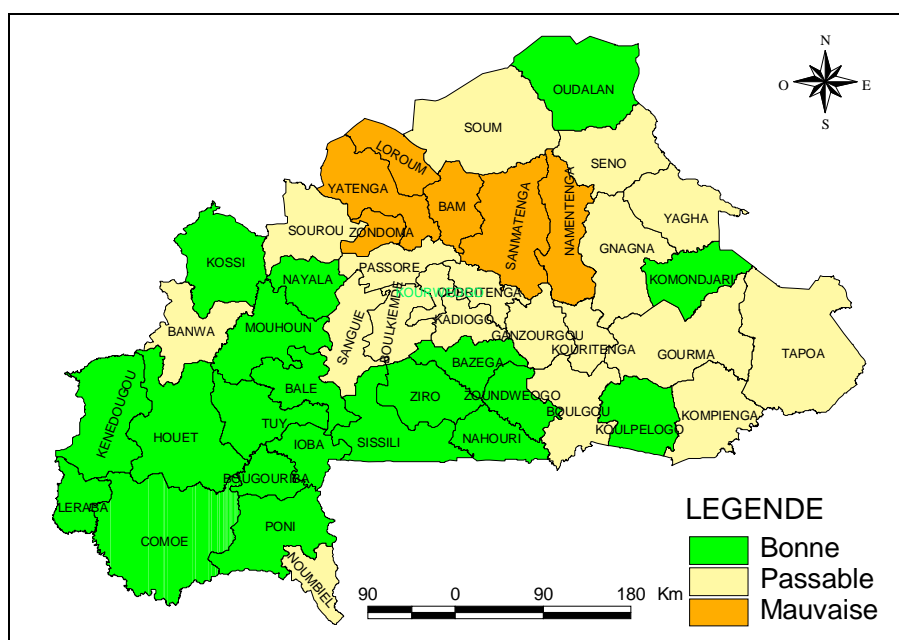 N
O E
S
OUDALAN
SOUM
LOROUM
SENO
YATENGA
BAM
SANMATENGA
NAMENTENGA
YAGHA
ZONDOMA
SOUROU
GNAGNA
KOSSI
PASSORE
KOMONDJARI
NAYALA
KOURWEOGO
OUBRITENGA
BANWA
MOUHOUN
SANGUIE
BOULKIEMDE
KADIOGO
GANZOURGOU
KOURITENGA
GOURMA
TAPOA
BAZEGA
BALE
ZIRO
ZOUNDWEOGO
BOULGOU
KOMPIENGA
KENEDOUGOU
HOUET
TUY
IOBA
SISSILI
NAHOURI
KOULPELOGO
BOUGOURIBA
LERABA
COMOE
PONI
NOUMBIEL
LEGENDE
Bonne
Passable
Mauvaise
90 0 90 180 Km